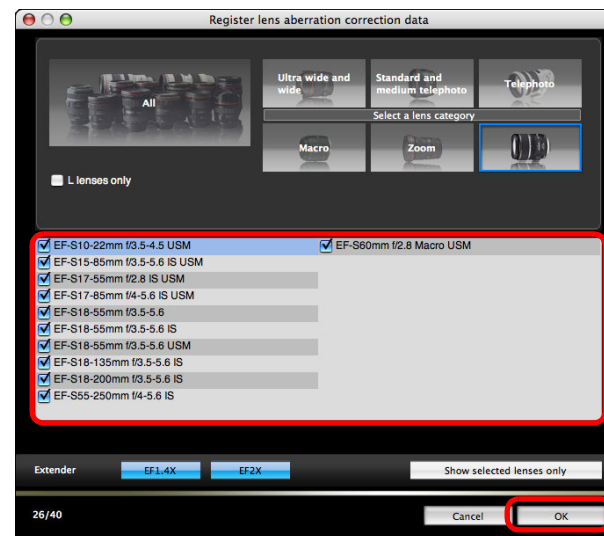 Register lens aberration correction data
All
Ultra wide and wide
Standard and medium telephoto
Telephoto
Select a lens category
Macro
Zoom
L lenses only
EF-S10-22mm f/3.5-4.5 USM
EF-S60mm f/2.8 Macro USM
EF-S15-85mm f/3.5-5.6 IS USM
EF-S17-55mm f/2.8 IS USM
EF-S17-85mm f/4-5.6 IS USM
EF-S18-55mm f/3.5-5.6
EF-S18-55mm f/3.5-5.6 IS
EF-S18-55mm f/3.5-5.6 USM
EF-S18-135mm f/3.5-5.6 IS
EF-S18-200mm f/3.5-5.6 IS
EF-S55-250mm f/4-5.6 IS
Extender
EF1.4X
EF2X
Show selected lenses only
26/40
Cancel
OK